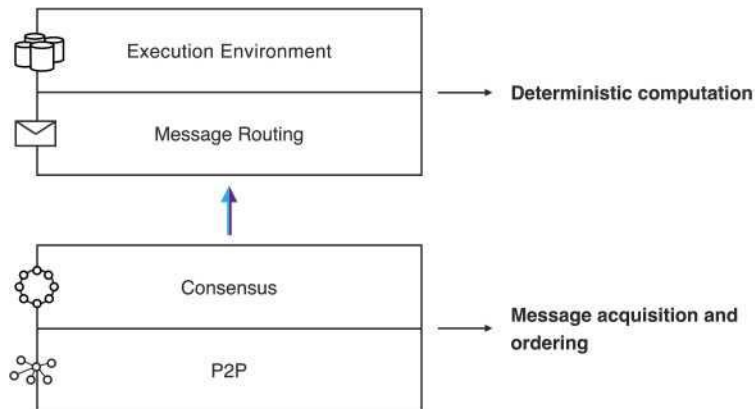 Execution Environment
Deterministic computation
Message Routing
Consensus
Message acquisition and
ordering
P2P